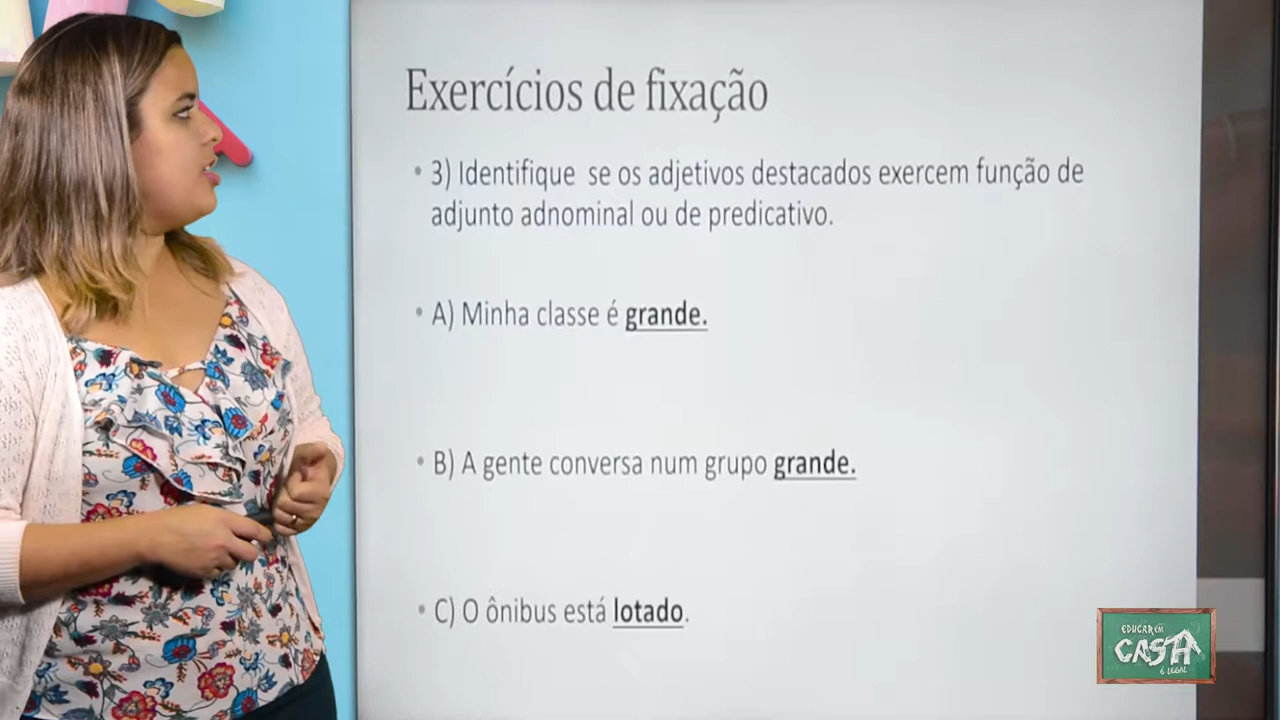 Exercícios de fixação
• 3) Identifique se os adjetivos destacados exercem função de
adjunto adnominal ou de predicativo.
• A) Minha classe é grande.
• B) A gente conversa num grupo grande.
• C) O ônibus está lotado.
EDUCAR EM
CASA
É LEGAL